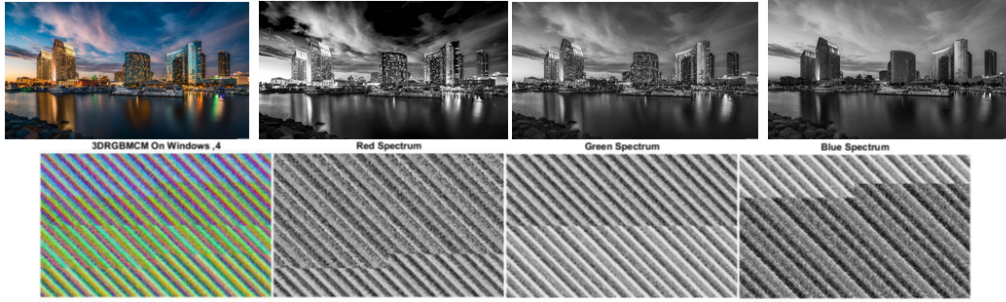 3DRGBMCM On Windows ,4
Red Spectrum
Green Spectrum
Blue Spectrum